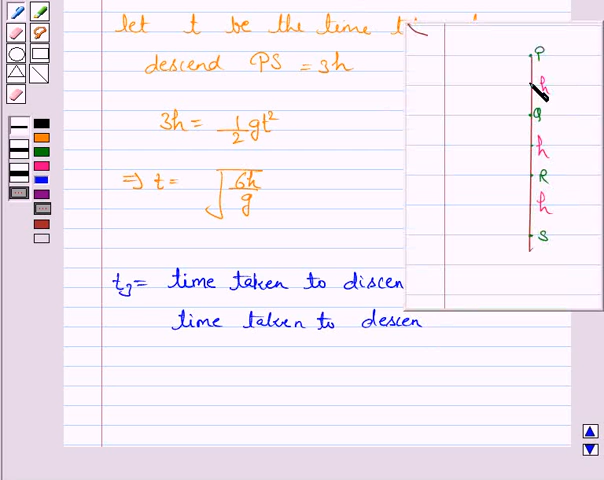 let t be the time
descend PS = 3h
3h = 1/2 gt²
⇒ t = √(6h/g)
t₃ = time taken to discen
time taken to descen
P
h
Q
h
R
h
S